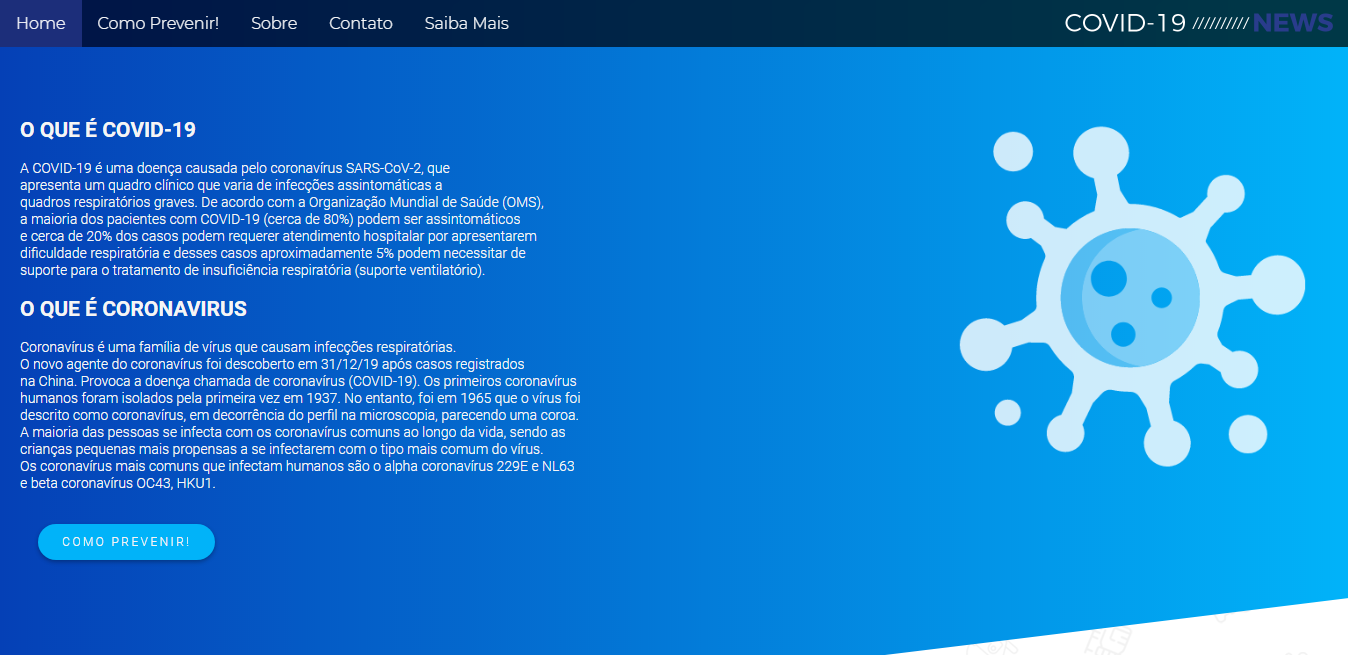 Home Como Prevenir! Sobre Contato Saiba Mais COVID-19 ////////// NEWS
O QUE É COVID-19
A COVID-19 é uma doença causada pelo coronavírus SARS-CoV-2, que
apresenta um quadro clínico que varia de infecções assintomáticas a
quadros respiratórios graves. De acordo com a Organização Mundial de Saúde (OMS),
a maioria dos pacientes com COVID-19 (cerca de 80%) podem ser assintomáticos
e cerca de 20% dos casos podem requerer atendimento hospitalar por apresentarem
dificuldade respiratória e desses casos aproximadamente 5% podem necessitar de
suporte para o tratamento de insuficiência respiratória (suporte ventilatório).
O QUE É CORONAVIRUS
Coronavírus é uma família de vírus que causam infecções respiratórias.
O novo agente do coronavírus foi descoberto em 31/12/19 após casos registrados
na China. Provoca a doença chamada de coronavírus (COVID-19). Os primeiros coronavírus
humanos foram isolados pela primeira vez em 1937. No entanto, foi em 1965 que o vírus foi
descrito como coronavírus, em decorrência do perfil na microscopia, parecendo uma coroa.
A maioria das pessoas se infecta com os coronavírus comuns ao longo da vida, sendo as
crianças pequenas mais propensas a se infectarem com o tipo mais comum do vírus.
Os coronavírus mais comuns que infectam humanos são o alpha coronavírus 229E e NL63
e beta coronavírus OC43, HKU1.
COMO PREVENIR!